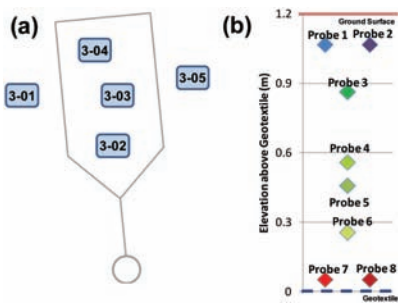 (a)
3-04
3-01
3-03
3-05
3-02
(b)
Elevation above Geotextile (m)
1.2
0.9
0.6
0.3
0
Ground Surface
Probe 1
Probe 2
Probe 3
Probe 4
Probe 5
Probe 6
Probe 7
Probe 8
Geotextile